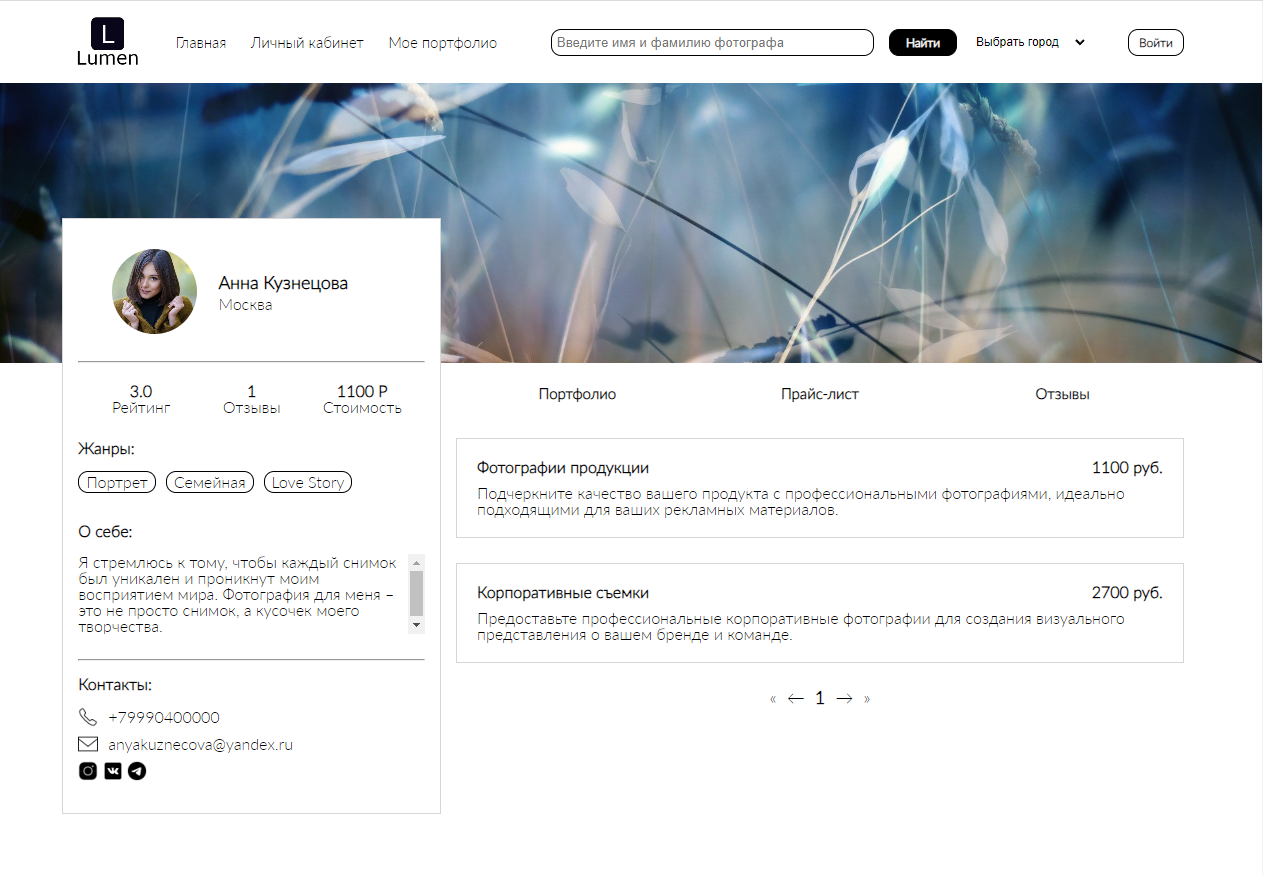 L
Lumen
Главная
Личный кабинет
Мое портфолио
Введите имя и фамилию фотографа
Найти
Выбрать город
Войти
Анна Кузнецова
Москва
3.0
Рейтинг
1
Отзывы
1100 Р
Стоимость
Жанры:
Портрет
Семейная
Love Story
О себе:
Я стремлюсь к тому, чтобы каждый снимок
был уникален и проникнут моим
восприятием мира. Фотография для меня –
это не просто снимок, а кусочек моего
творчества.
Контакты:
+79990400000
anyakuznecova@yandex.ru
Портфолио
Прайс-лист
Отзывы
Фотографии продукции
1100 руб.
Подчеркните качество вашего продукта с профессиональными фотографиями, идеально
подходящими для ваших рекламных материалов.
Корпоративные съемки
2700 руб.
Предоставьте профессиональные корпоративные фотографии для создания визуального
представления о вашем бренде и команде.
« ← 1 → »